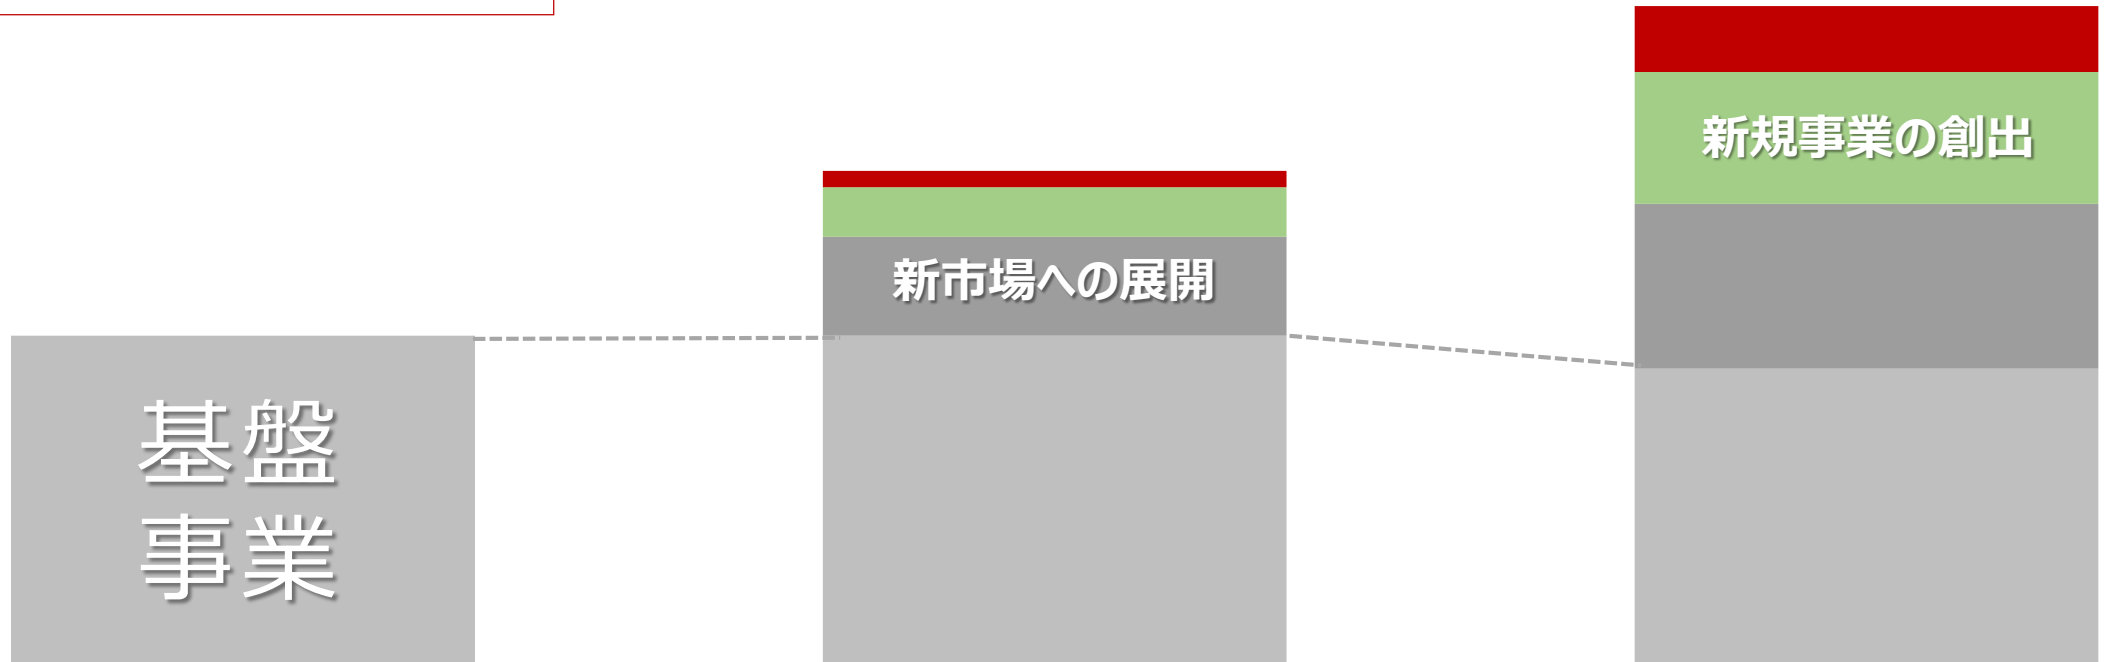 新規事業の創出
新市場への展開
基盤
事業